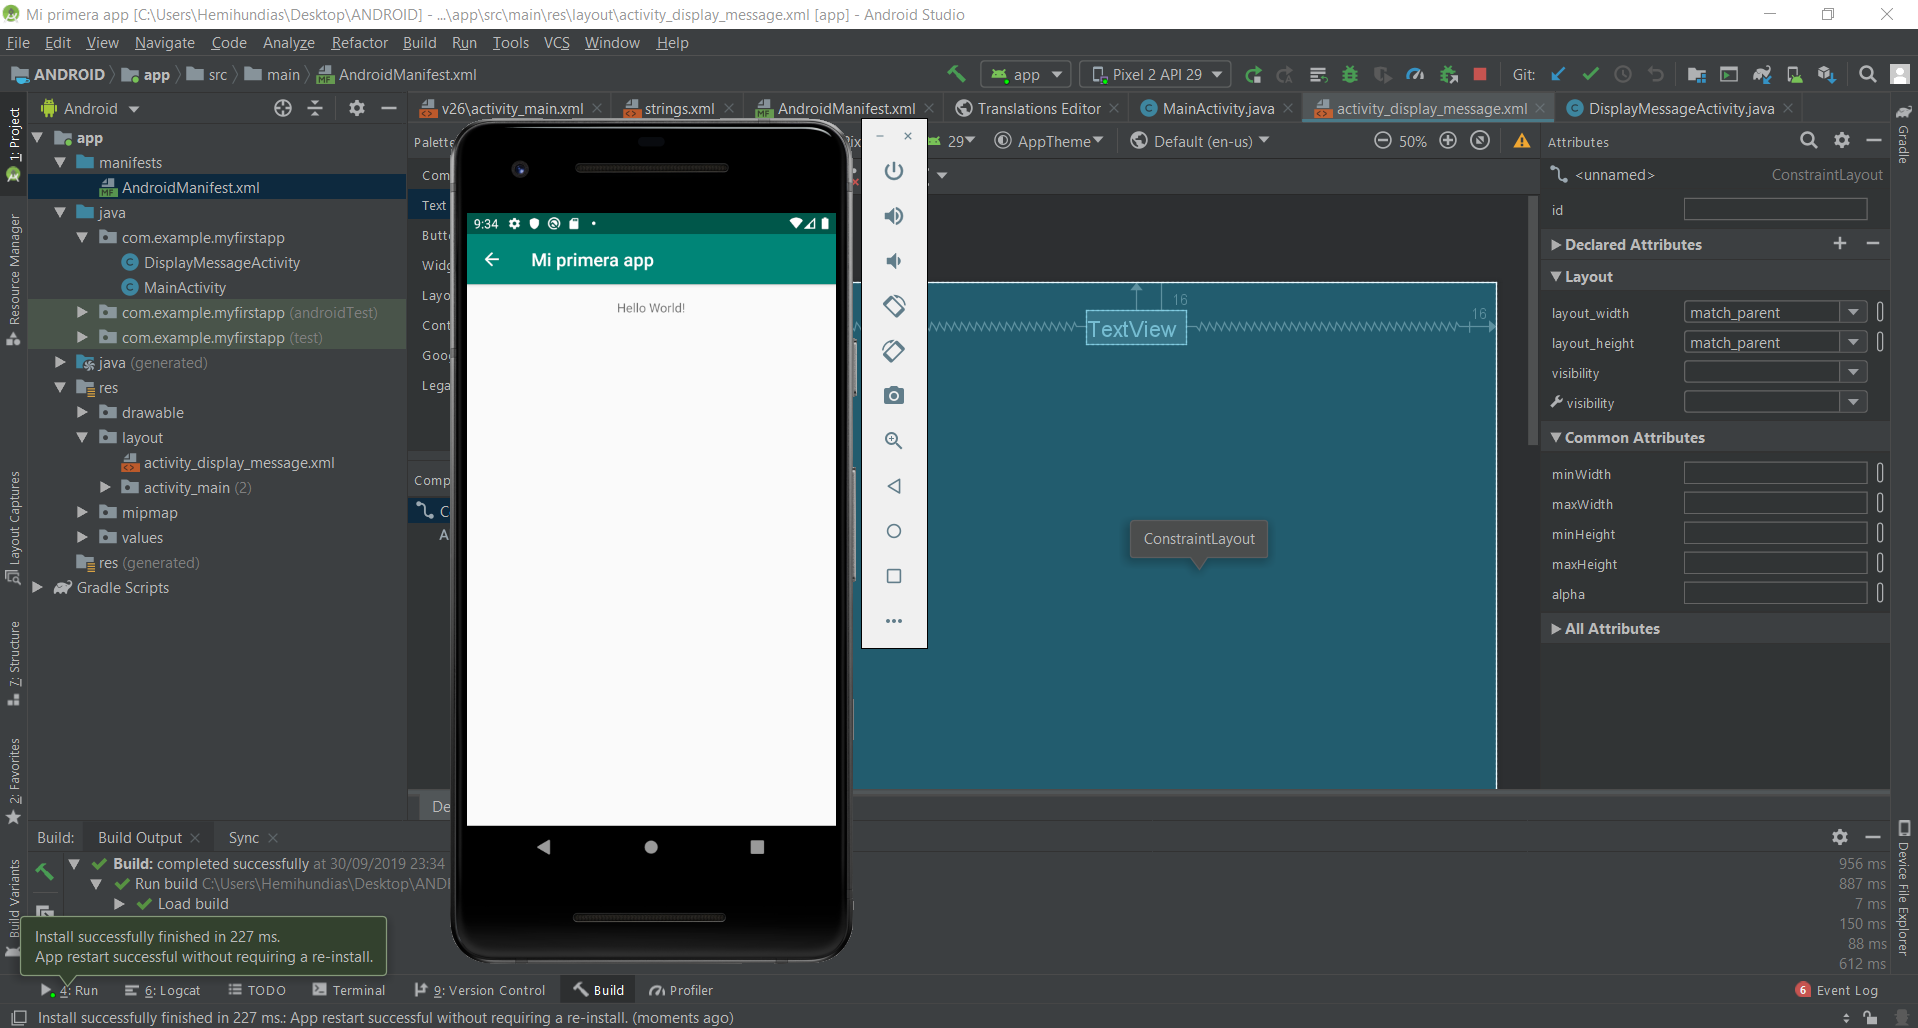 Mi primera app [C:\Users\Hemihundias\Desktop\ANDROID] - ...\app\src\main\res\layout\activity_display_message.xml [app] - Android Studio
File Edit View Navigate Code Analyze Refactor Build Run Tools VCS Window Help
ANDROID app src main AndroidManifest.xml app Pixel 2 API 29 Git:
Android
v26\activity_main.xml strings.xml AndroidManifest.xml Translations Editor MainActivity.java activity_display_message.xml DisplayMessageActivity.java
1: Project
Resource Manager
Layout Captures
7: Structure
2: Favorites
Build Variants
app
manifests
AndroidManifest.xml
java
com.example.myfirstapp
DisplayMessageActivity
MainActivity
com.example.myfirstapp (androidTest)
com.example.myfirstapp (test)
java (generated)
res
drawable
layout
activity_display_message.xml
activity_main (2)
mipmap
values
res (generated)
Gradle Scripts
Palette
Com
Text
Butt
Widg
Layo
Cont
Goo
Lega
Comp
C
A
De
9:34
Mi primera app
Hello World!
29 AppTheme Default (en-us) 50%
16
TextView
16
ConstraintLayout
Attributes
<unnamed> ConstraintLayout
id
Declared Attributes
Layout
layout_width match_parent
layout_height match_parent
visibility
visibility
Common Attributes
minWidth
maxWidth
minHeight
maxHeight
alpha
All Attributes
Gradle
Device File Explorer
Build: Build Output Sync
Build: completed successfully at 30/09/2019 23:34
Run build C:\Users\Hemihundias\Desktop\AND
Load build
956 ms
887 ms
7 ms
150 ms
88 ms
612 ms
Install successfully finished in 227 ms.
App restart successful without requiring a re-install.
4: Run 6: Logcat TODO Terminal 9: Version Control Build Profiler 6 Event Log
Install successfully finished in 227 ms.: App restart successful without requiring a re-install. (moments ago)